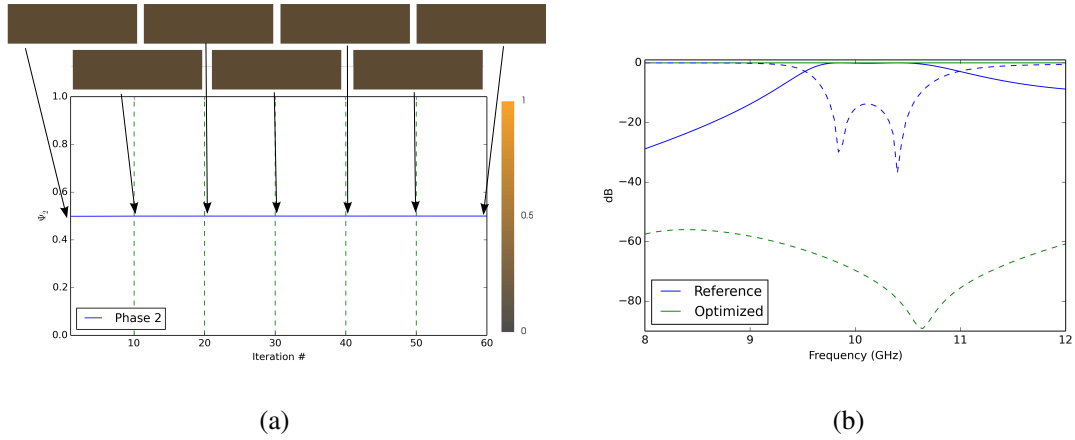 1.0
0.8
0.6
0.4
0.2
0.0
Ψ2
10 20 30 40 50 60
Iteration #
Phase 2
1
0.5
0
(a)
0
−20
−40
−60
−80
dB
8 9 10 11 12
Frequency (GHz)
Reference
Optimized
(b)